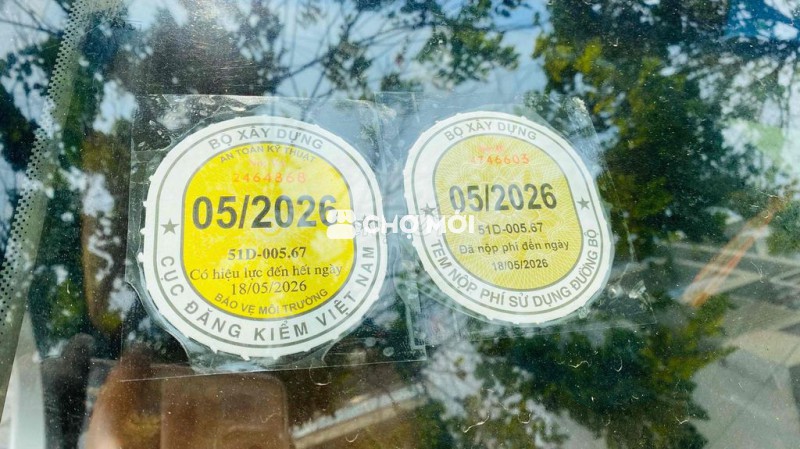 BỘ XÂY DỰNG
AN TOÀN KỸ THUẬT
2464868
05/2026
51D-005.67
Có hiệu lực đến hết ngày
18/05/2026
BẢO VỆ MÔI TRƯỜNG
CỤC ĐĂNG KIỂM VIỆT NAM
CHỢ MỚI
BỘ XÂY DỰNG
4746603
05/2026
51D-005.67
Đã nộp phí đến ngày
18/05/2026
TEM NỘP PHÍ SỬ DỤNG ĐƯỜNG BỘ